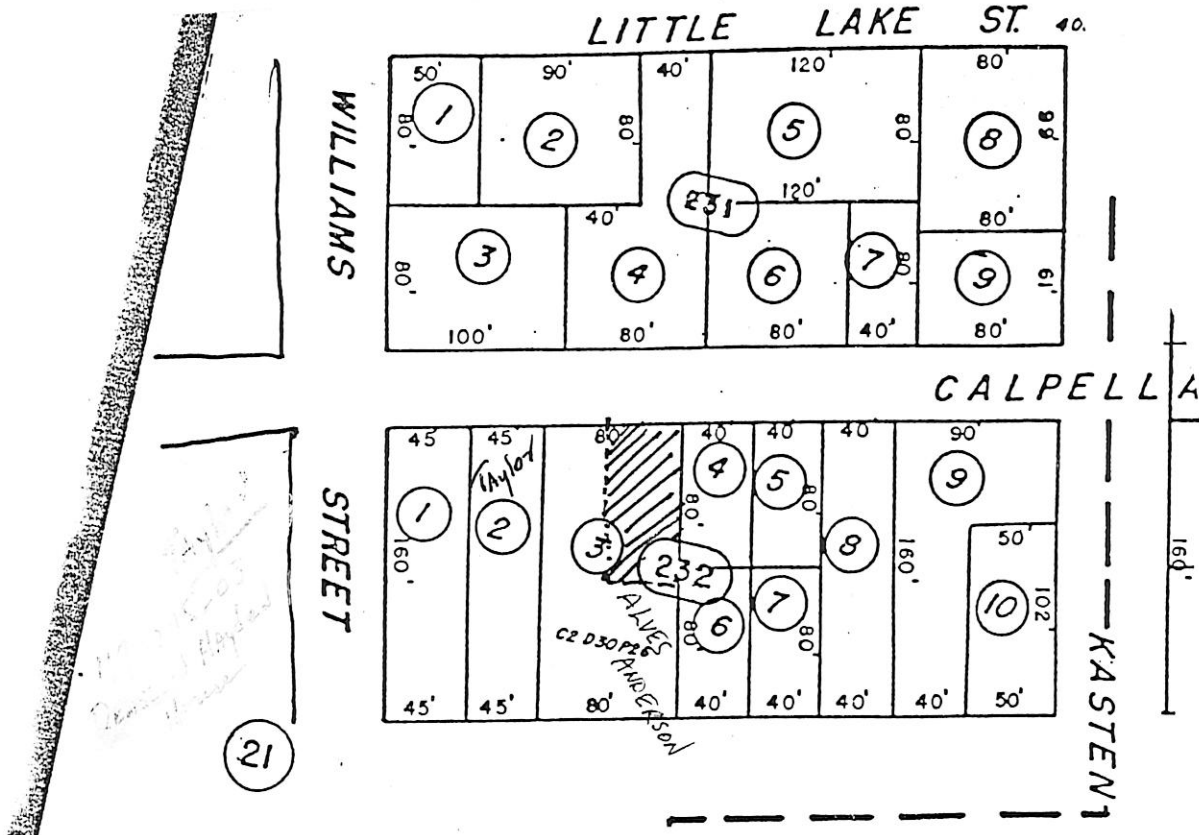 LITTLE LAKE ST. 40.
50' 90' 40' 120' 80'
1 80' 2 80' 5 80' 8 99'
231 120'
WILLIAMS
40' 80'
3 80' 4 6 7 80' 9 61'
100' 80' 80' 40' 80'
CALPELLA
45' 45' 80' 40 40 40 90'
Taylor
1 2 3 4 80' 5 80' 8 9
160' 160' 50' 160'
STREET
232
6 80' 7 80' 10 102
ALVES
C2 D30 P26
ANDERSON
KASTEN
45' 45' 80' 40' 40' 40' 40' 50'
21